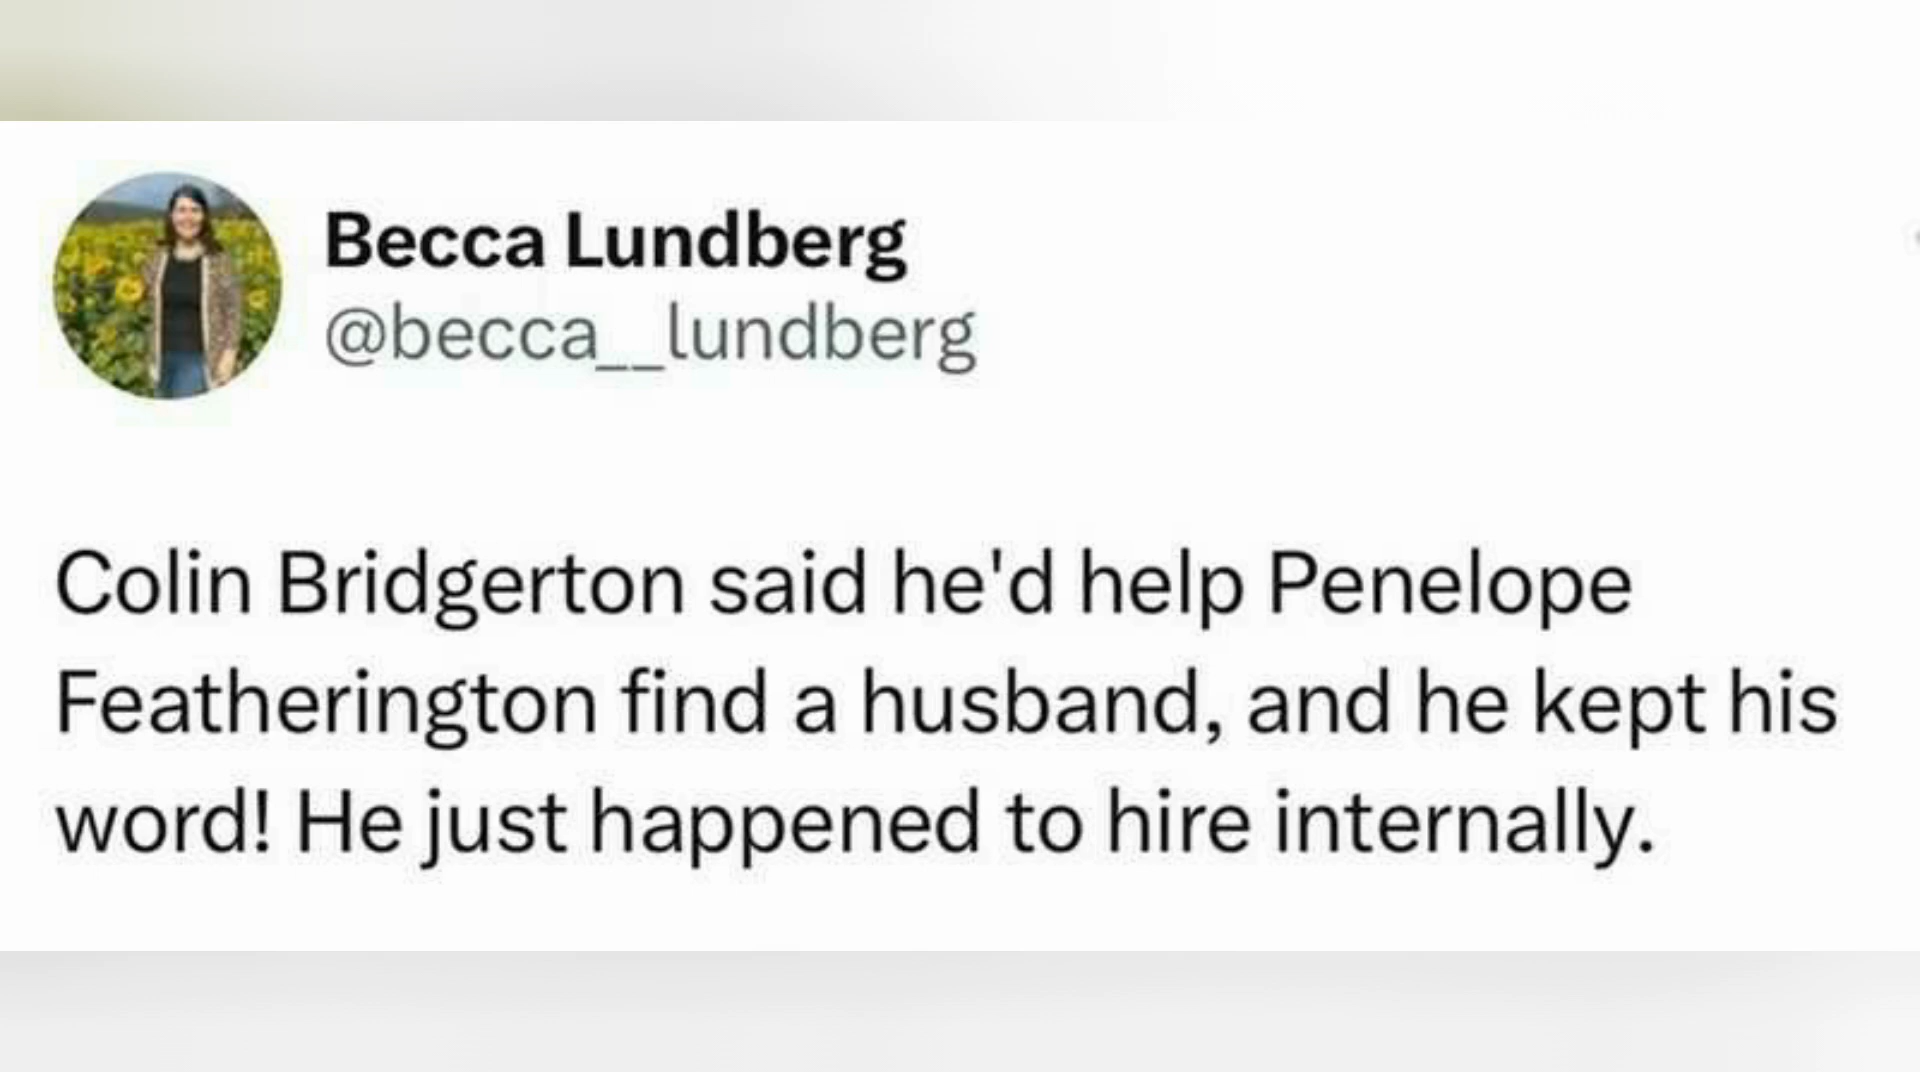 Becca Lundberg
@becca__lundberg
Colin Bridgerton said he'd help Penelope
Featherington find a husband, and he kept his
word! He just happened to hire internally.